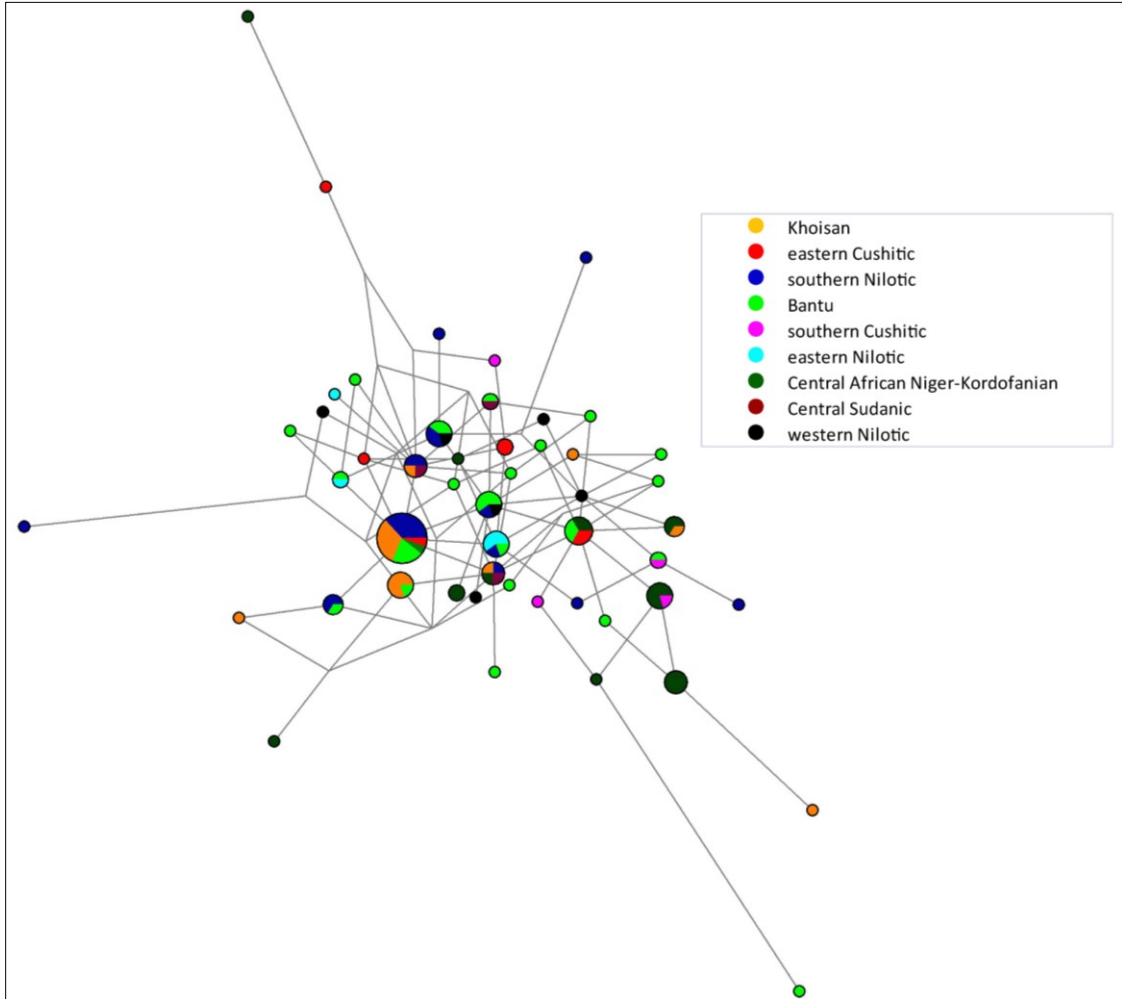 Khoisan
eastern Cushitic
southern Nilotic
Bantu
southern Cushitic
eastern Nilotic
Central African Niger-Kordofanian
Central Sudanic
western Nilotic